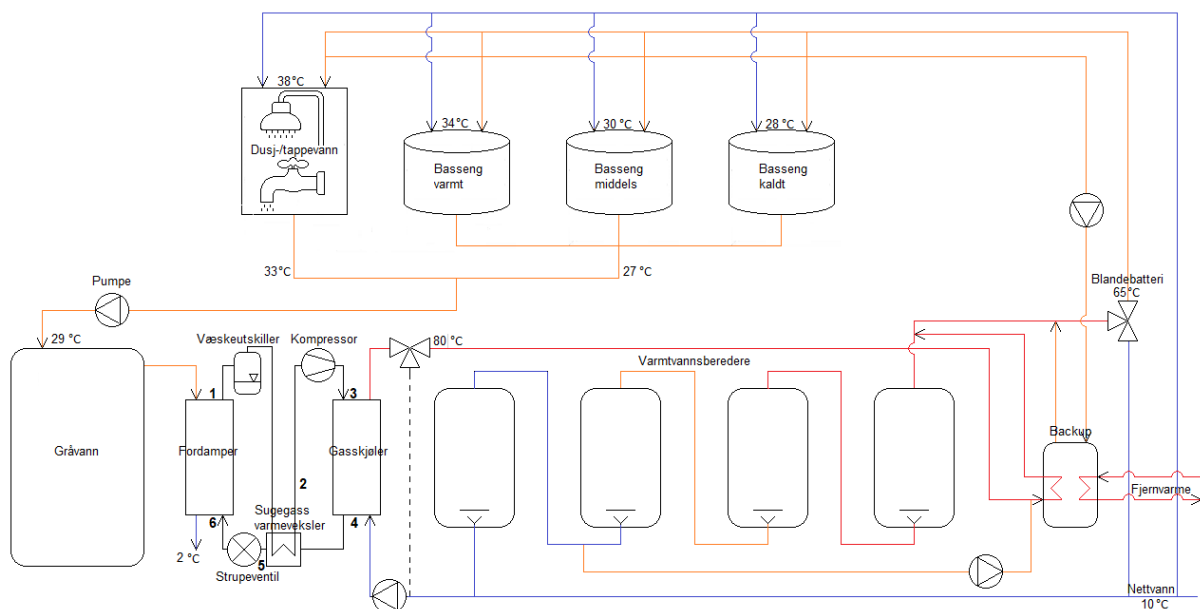 38°C
Dusj-/tappevann
34°C
Basseng
varmt
30°C
Basseng
middels
28°C
Basseng
kaldt
33°C
27°C
Pumpe
Blandebatteri
65°C
29 °C
Væskeutskiller
Kompressor
80 °C
Varmtvannsberedere
1
3
Gråvann
Fordamper
Gasskjøler
Backup
2
Fjernvarme
Sugegass
varmeveksler
6
4
2 °C
5
Strupeventil
Nettvann
10°C